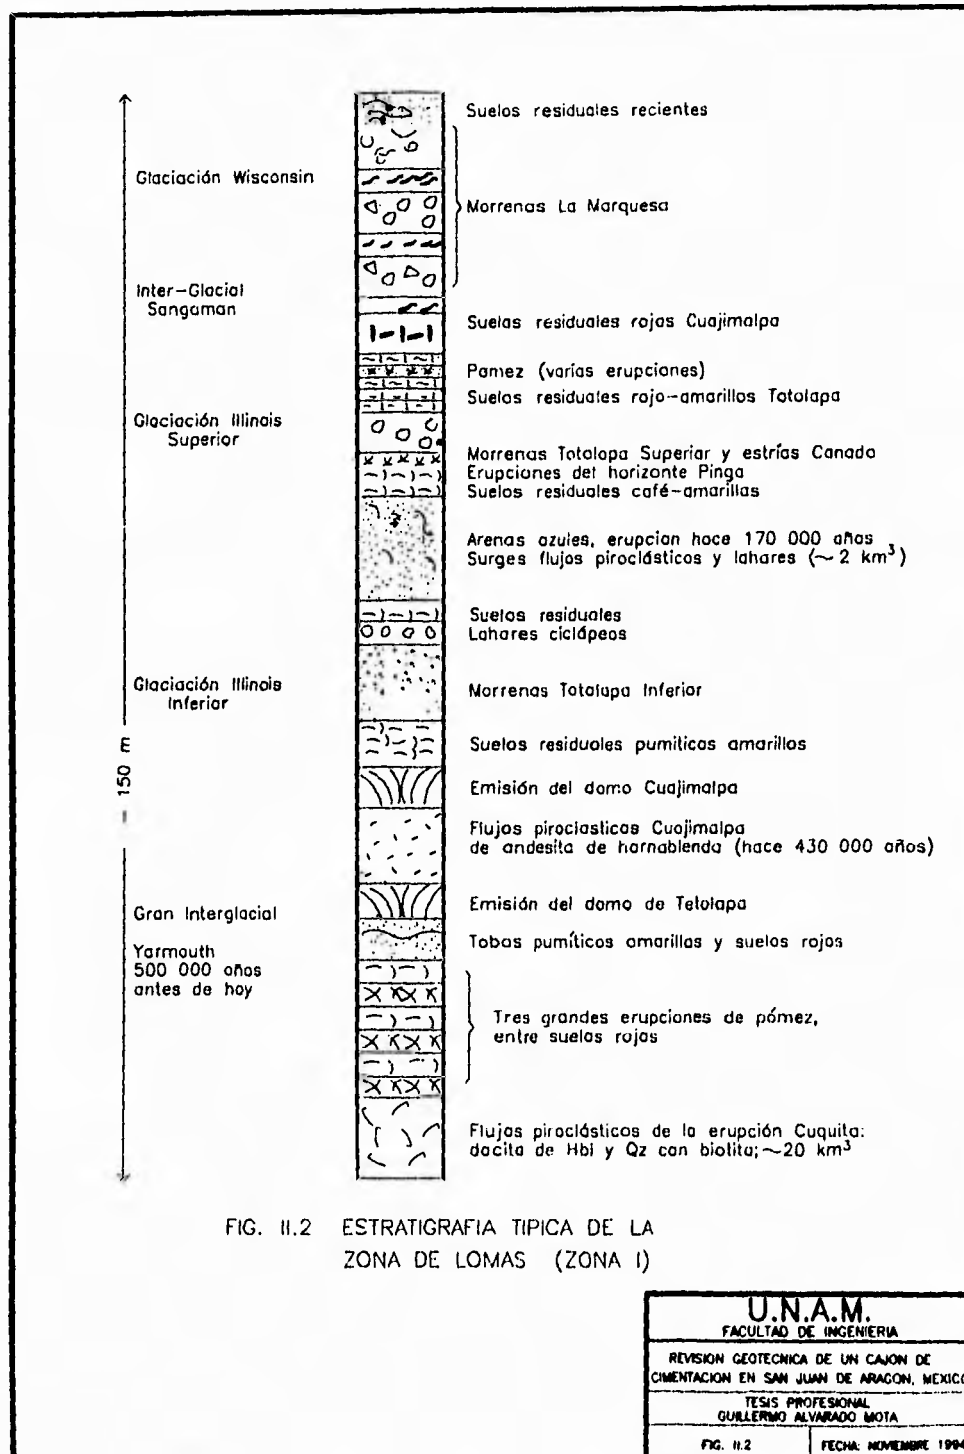 Suelos residuales recientes
Glaciación Wisconsin
Morrenas La Marquesa
Inter-Glacial
Sangaman
Suelos residuales rojos Cuajimalpa
Pomez (varias erupciones)
Suelos residuales rojo-amarillos Totolapa
Glaciación Illinois
Superior
Morrenas Totolapa Superior y estrías Canado
Erupciones del horizonte Pinga
Suelos residuales café-amarillas
Arenas azules, erupcion hace 170 000 años
Surges flujos piroclásticos y lahares (~ 2 km³)
Suelos residuales
Lahares ciclópeos
Glaciación Illinois
Inferior
Morrenas Totolapa Inferior
Suelos residuales pumiticos amarillos
150 m
Emisión del domo Cuajimalpa
Flujos piroclasticos Cuajimalpa
de andesita de hornablenda (hace 430 000 años)
Gran Interglacial
Emisión del domo de Tetolapa
Yarmouth
500 000 años
antes de hoy
Tobas pumíticos amarillas y suelos rojos
Tres grandes erupciones de pómez,
entre suelos rojos
Flujos piroclásticos de la erupción Cuquita:
dacita de Hbl y Qz con biotita; ~20 km³
FIG. II.2 ESTRATIGRAFIA TIPICA DE LA
ZONA DE LOMAS (ZONA I)
U.N.A.M.
FACULTAD DE INGENIERIA
REVISION GEOTECNICA DE UN CAJON DE
CIMENTACION EN SAN JUAN DE ARAGON, MEXICO
TESIS PROFESIONAL
GUILLERMO ALVARADO MOTA
FIG. II.2
FECHA: NOVIEMBRE 1994